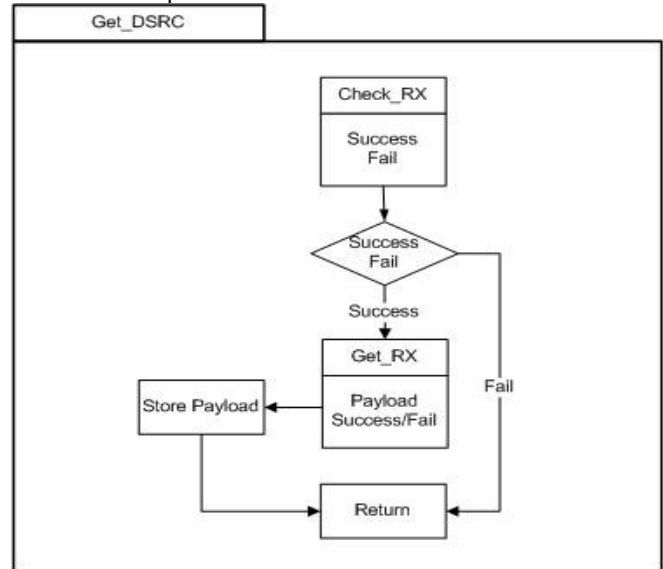 Get_DSRC
Check_RX
Success
Fail
Success
Fail
Success
Get_RX
Payload
Success/Fail
Store Payload
Fail
Return